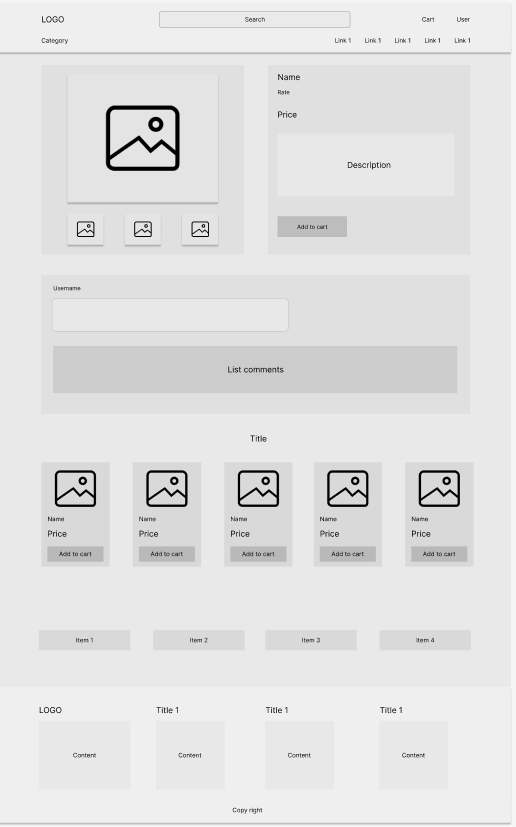 LOGO Search Cart User
Category Link 1 Link 1 Link 1 Link 1 Link 1
Name
Rate
Price
Description
Add to cart
Username
List comments
Title
Name Name Name Name Name
Price Price Price Price Price
Add to cart Add to cart Add to cart Add to cart Add to cart
Item 1 Item 2 Item 3 Item 4
LOGO Title 1 Title 1 Title 1
Content Content Content Content
Copy right